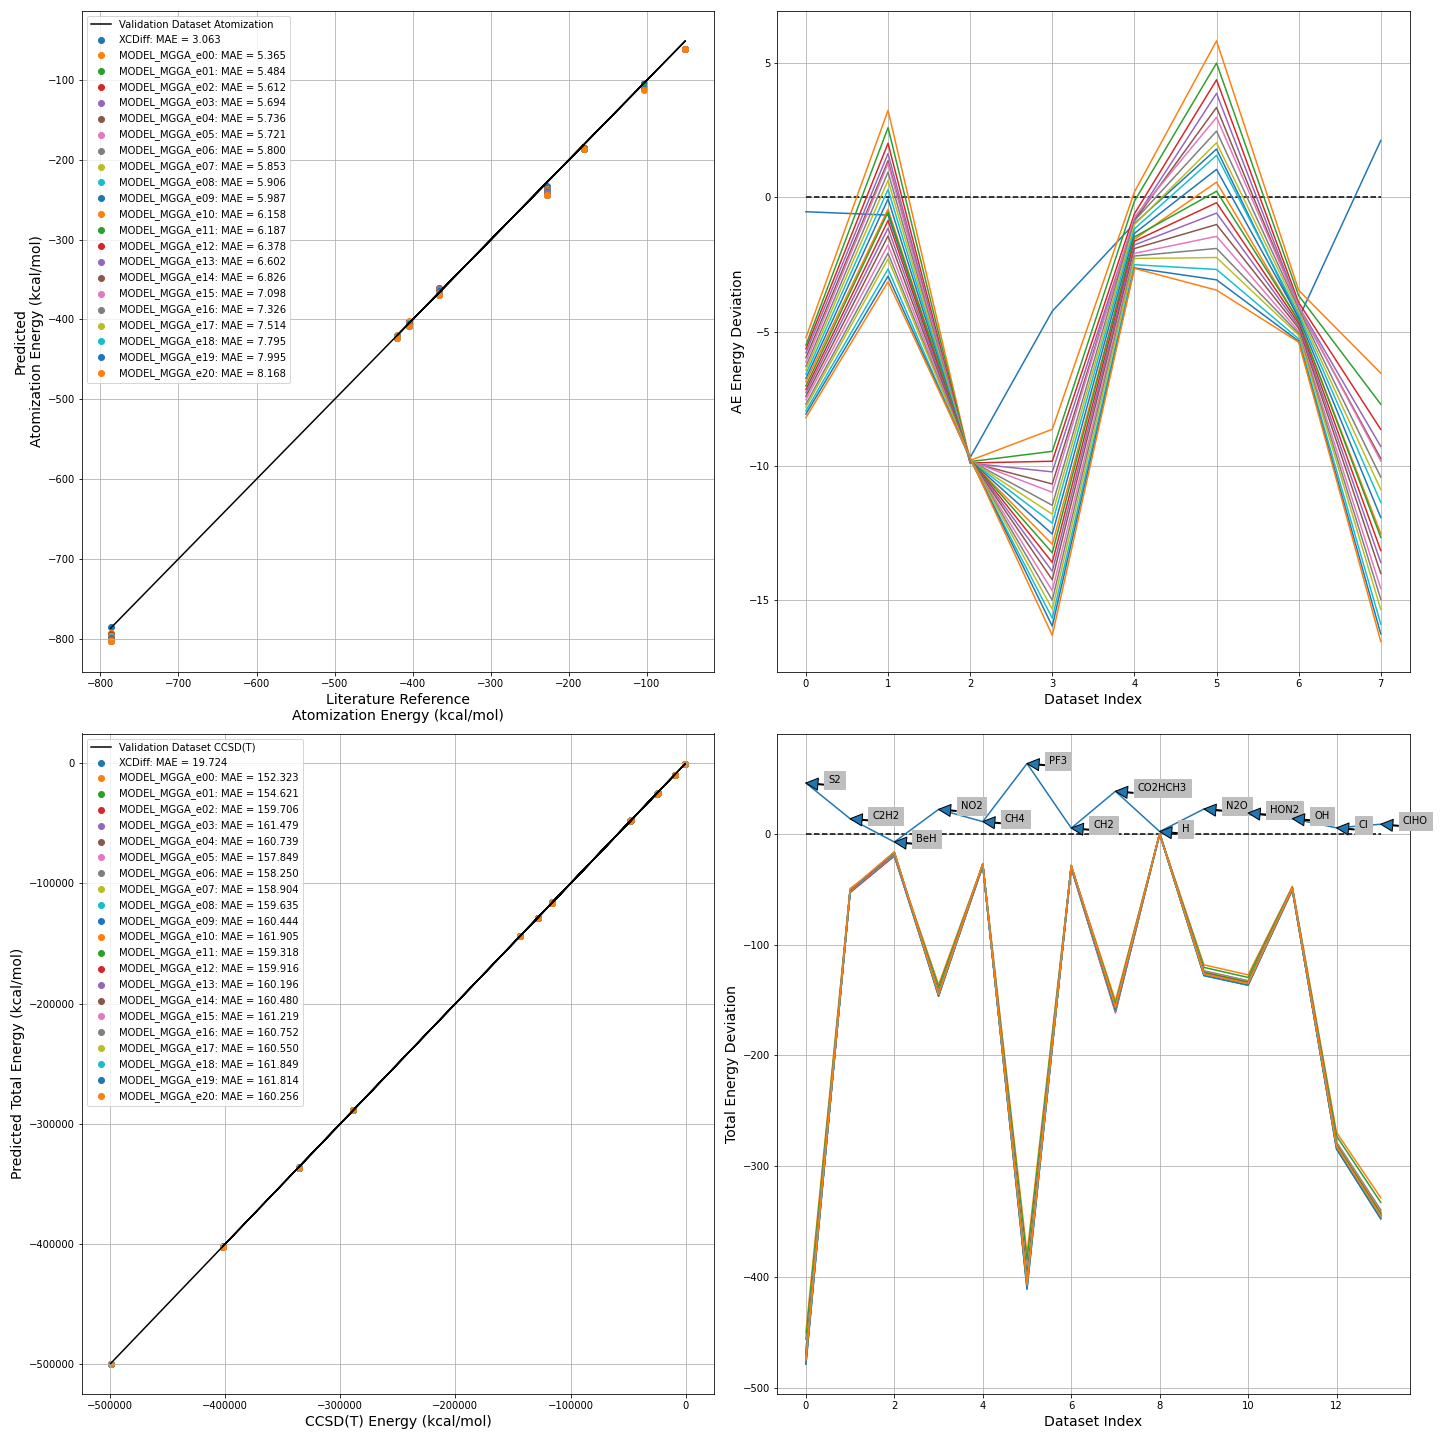 Validation Dataset Atomization
XCDiff: MAE = 3.063
MODEL_MGGA_e00: MAE = 5.365
MODEL_MGGA_e01: MAE = 5.484
MODEL_MGGA_e02: MAE = 5.612
MODEL_MGGA_e03: MAE = 5.694
MODEL_MGGA_e04: MAE = 5.736
MODEL_MGGA_e05: MAE = 5.721
MODEL_MGGA_e06: MAE = 5.800
MODEL_MGGA_e07: MAE = 5.853
MODEL_MGGA_e08: MAE = 5.906
MODEL_MGGA_e09: MAE = 5.987
MODEL_MGGA_e10: MAE = 6.158
MODEL_MGGA_e11: MAE = 6.187
MODEL_MGGA_e12: MAE = 6.378
MODEL_MGGA_e13: MAE = 6.602
MODEL_MGGA_e14: MAE = 6.826
MODEL_MGGA_e15: MAE = 7.098
MODEL_MGGA_e16: MAE = 7.326
MODEL_MGGA_e17: MAE = 7.514
MODEL_MGGA_e18: MAE = 7.795
MODEL_MGGA_e19: MAE = 7.995
MODEL_MGGA_e20: MAE = 8.168
−100
−200
−300
−400
−500
−600
−700
−800
Predicted
Atomization Energy (kcal/mol)
−800 −700 −600 −500 −400 −300 −200 −100
Literature Reference
Atomization Energy (kcal/mol)
5
0
−5
−10
−15
AE Energy Deviation
0 1 2 3 4 5 6 7
Dataset Index
Validation Dataset CCSD(T)
XCDiff: MAE = 19.724
MODEL_MGGA_e00: MAE = 152.323
MODEL_MGGA_e01: MAE = 154.621
MODEL_MGGA_e02: MAE = 159.706
MODEL_MGGA_e03: MAE = 161.479
MODEL_MGGA_e04: MAE = 160.739
MODEL_MGGA_e05: MAE = 157.849
MODEL_MGGA_e06: MAE = 158.250
MODEL_MGGA_e07: MAE = 158.904
MODEL_MGGA_e08: MAE = 159.635
MODEL_MGGA_e09: MAE = 160.444
MODEL_MGGA_e10: MAE = 161.905
MODEL_MGGA_e11: MAE = 159.318
MODEL_MGGA_e12: MAE = 159.916
MODEL_MGGA_e13: MAE = 160.196
MODEL_MGGA_e14: MAE = 160.480
MODEL_MGGA_e15: MAE = 161.219
MODEL_MGGA_e16: MAE = 160.752
MODEL_MGGA_e17: MAE = 160.550
MODEL_MGGA_e18: MAE = 161.849
MODEL_MGGA_e19: MAE = 161.814
MODEL_MGGA_e20: MAE = 160.256
0
−100000
−200000
−300000
−400000
−500000
Predicted Total Energy (kcal/mol)
−500000 −400000 −300000 −200000 −100000 0
CCSD(T) Energy (kcal/mol)
S2
C2H2
BeH
NO2
CH4
PF3
CH2
CO2HCH3
H
N2O
HON2
OH
Cl
ClHO
0
−100
−200
−300
−400
−500
Total Energy Deviation
0 2 4 6 8 10 12
Dataset Index